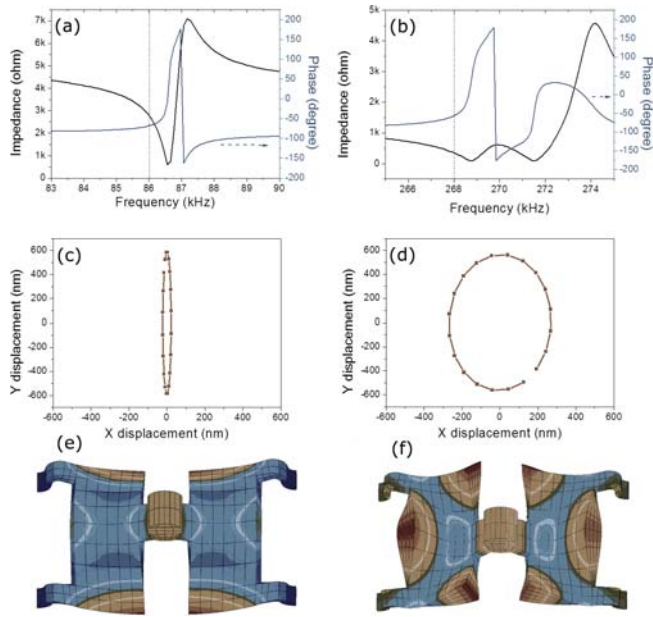 (a)
Impedance (ohm)
7k
6k
5k
4k
3k
2k
1k
0
83 84 85 86 87 88 89 90
Frequency (kHz)
200
150
100
50
0
-50
-100
-150
-200
Phase (degree)
(b)
Impedance (ohm)
5k
4k
3k
2k
1k
0
266 268 270 272 274
Frequency (kHz)
200
150
100
50
0
-50
-100
-150
-200
Phase (degree)
(c)
Y displacement (nm)
600
400
200
0
-200
-400
-600
-600 -400 -200 0 200 400 600
X displacement (nm)
(d)
Y displacement (nm)
600
400
200
0
-200
-400
-600
-600 -400 -200 0 200 400 600
X displacement (nm)
(e)
(f)